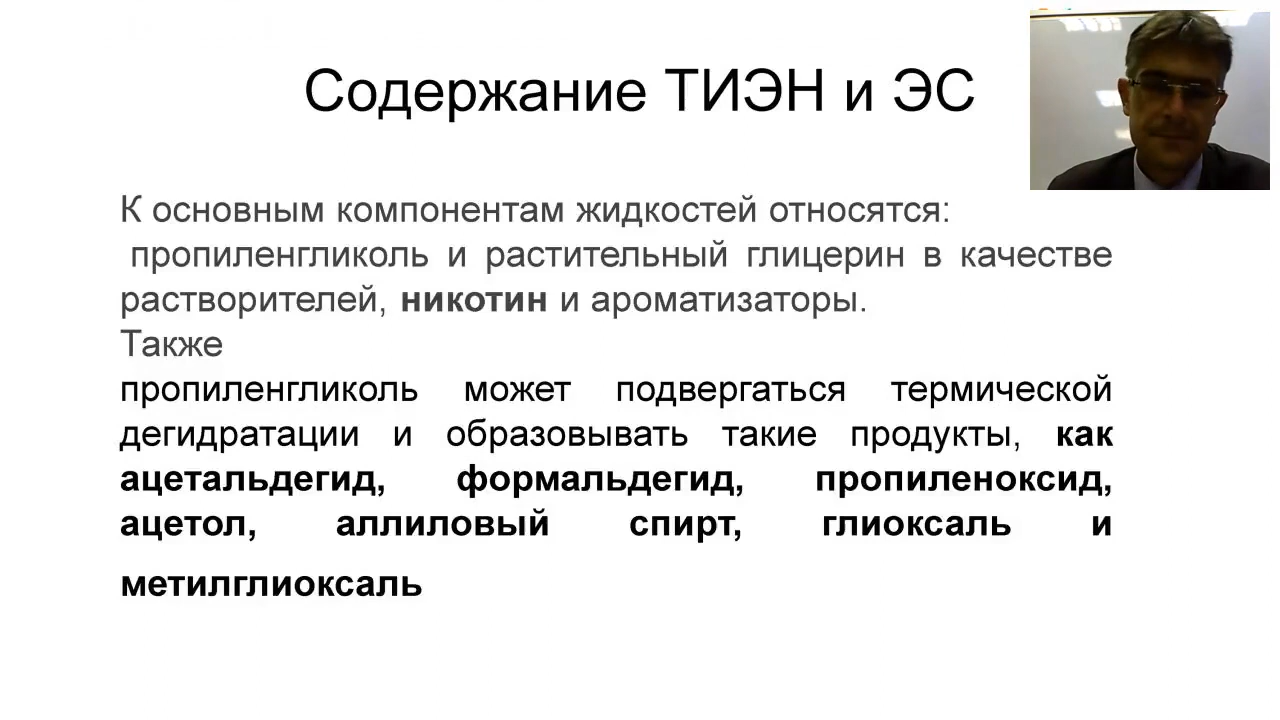 Содержание ТИЭН и ЭС
К основным компонентам жидкостей относятся:
пропиленгликоль и растительный глицерин в качестве
растворителей, никотин и ароматизаторы.
Также
пропиленгликоль может подвергаться термической
дегидратации и образовывать такие продукты, как
ацетальдегид, формальдегид, пропиленоксид,
ацетол, аллиловый спирт, глиоксаль и
метилглиоксаль